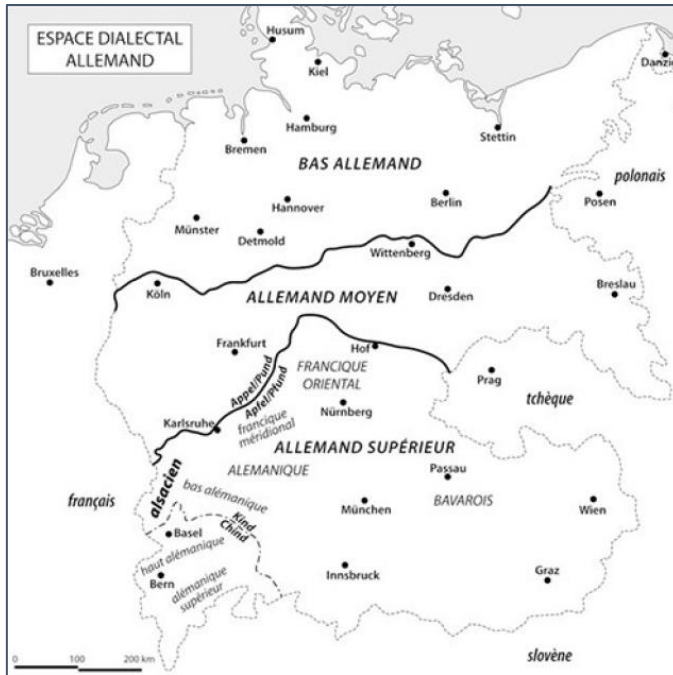 ESPACE DIALECTAL
ALLEMAND
Husum
Kiel
Danzig
Hamburg
Stettin
Bremen
BAS ALLEMAND
polonais
Hannover
Berlin
Posen
Münster
Detmold
Wittenberg
Bruxelles
Köln
ALLEMAND MOYEN
Dresden
Breslau
Frankfurt
Hof
FRANCIQUE
ORIENTAL
Prag
Appel/Pund
Apfel/Pfund
tchèque
Nürnberg
Karlsruhe
francique
méridional
ALLEMAND SUPÉRIEUR
ALEMANIQUE
Passau
français
alsacien
bas alémanique
München
BAVAROIS
Wien
Kind
Chind
Basel
haut alémanique
Bern
alémanique
supérieur
Innsbruck
Graz
slovène
0 100 200 km